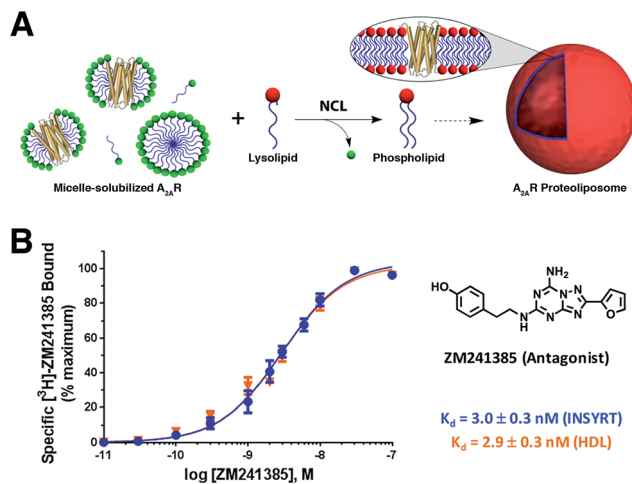 A
Micelle-solubilized A2AR
+
Lysolipid
NCL
Phospholipid
A2AR Proteoliposome
B
Specific [³H]-ZM241385 Bound
(% maximum)
100
80
60
40
20
0
-11
-10
-9
-8
-7
log [ZM241385], M
NH2
HO
N
N
N
N
H
N
N
O
ZM241385 (Antagonist)
Kd = 3.0 ± 0.3 nM (INSYRT)
Kd = 2.9 ± 0.3 nM (HDL)